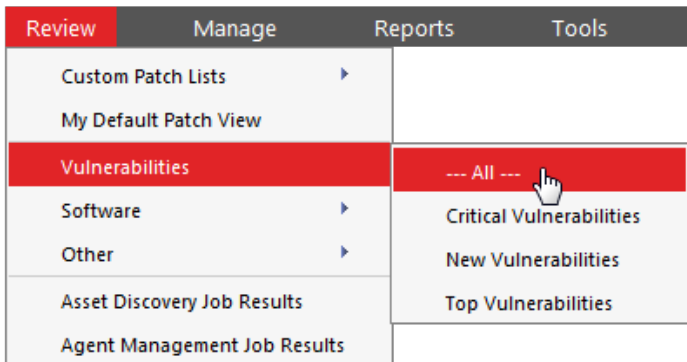 Review Manage Reports Tools
Custom Patch Lists
My Default Patch View
Vulnerabilities
--- All ---
Software
Critical Vulnerabilities
Other
New Vulnerabilities
Asset Discovery Job Results
Top Vulnerabilities
Agent Management Job Results